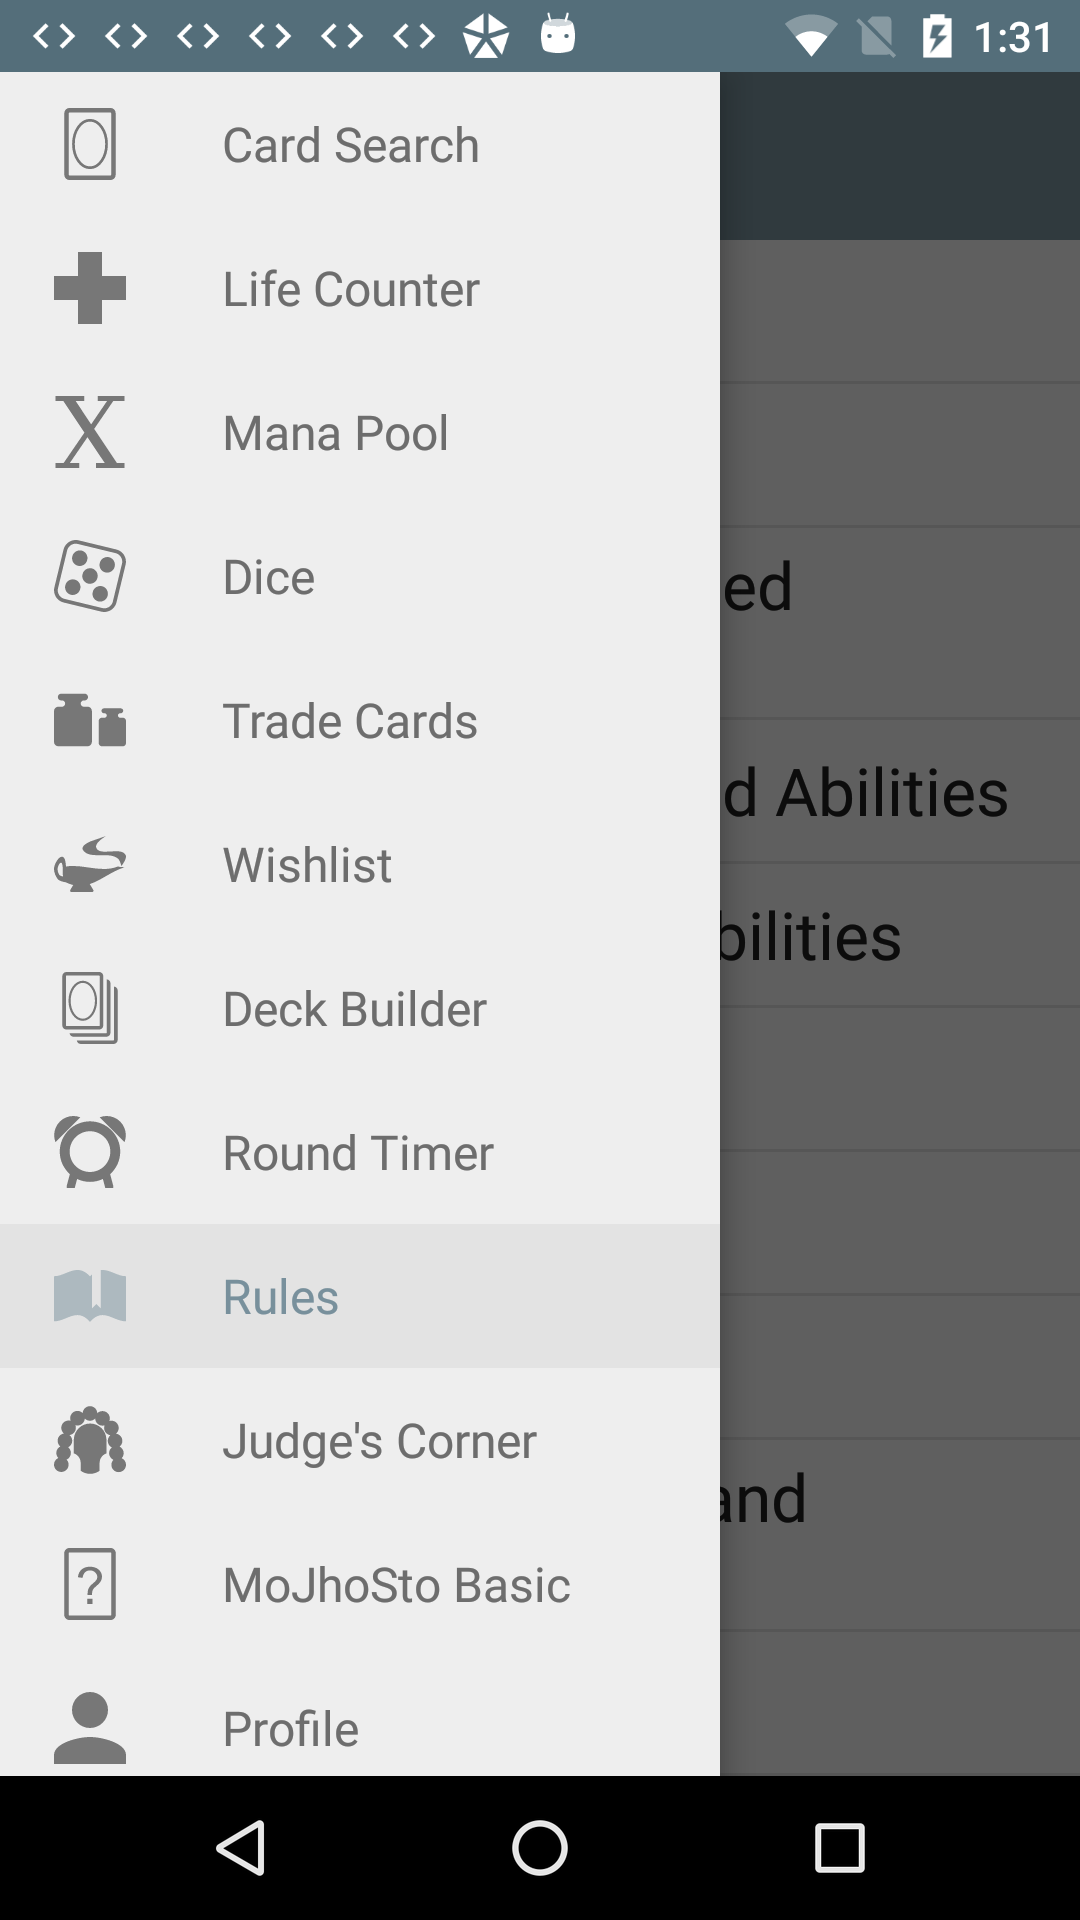 1:31
Card Search
Life Counter
X
Mana Pool
Dice
ed
Trade Cards
d Abilities
Wishlist
bilities
Deck Builder
Round Timer
Rules
Judge's Corner
and
?
MoJhoSto Basic
Profile